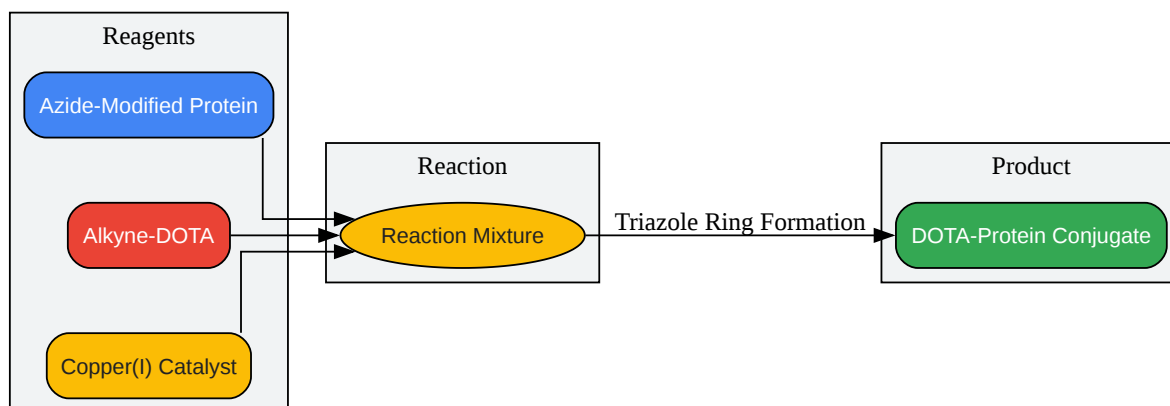 Reagents
Azide-Modified Protein
Alkyne-DOTA
Copper(I) Catalyst
Reaction
Reaction Mixture
Triazole Ring Formation
Product
DOTA-Protein Conjugate